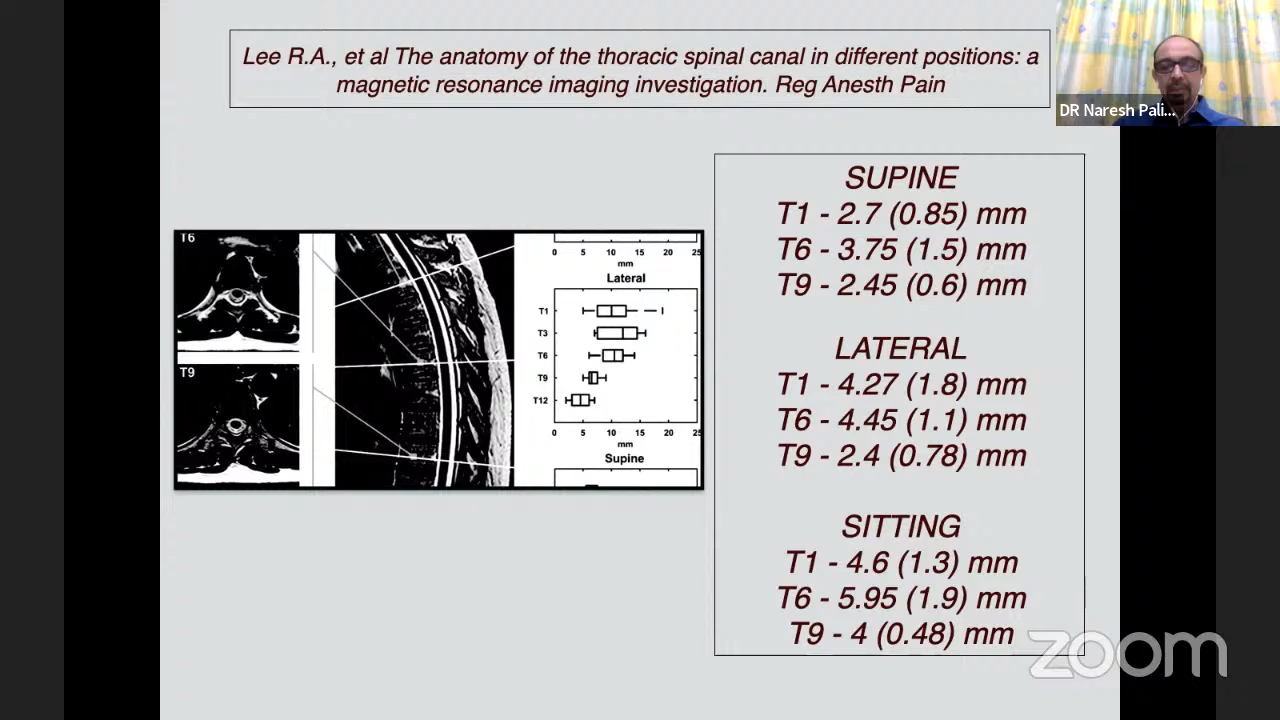 Lee R.A., et al The anatomy of the thoracic spinal canal in different positions: a
magnetic resonance imaging investigation. Reg Anesth Pain
DR Naresh Pali...
T6
T9
0 5 10 15 20 25
mm
Lateral
T1
T3
T6
T9
T12
0 5 10 15 20 25
mm
Supine
SUPINE
T1 - 2.7 (0.85) mm
T6 - 3.75 (1.5) mm
T9 - 2.45 (0.6) mm
LATERAL
T1 - 4.27 (1.8) mm
T6 - 4.45 (1.1) mm
T9 - 2.4 (0.78) mm
SITTING
T1 - 4.6 (1.3) mm
T6 - 5.95 (1.9) mm
T9 - 4 (0.48) mm
zoom